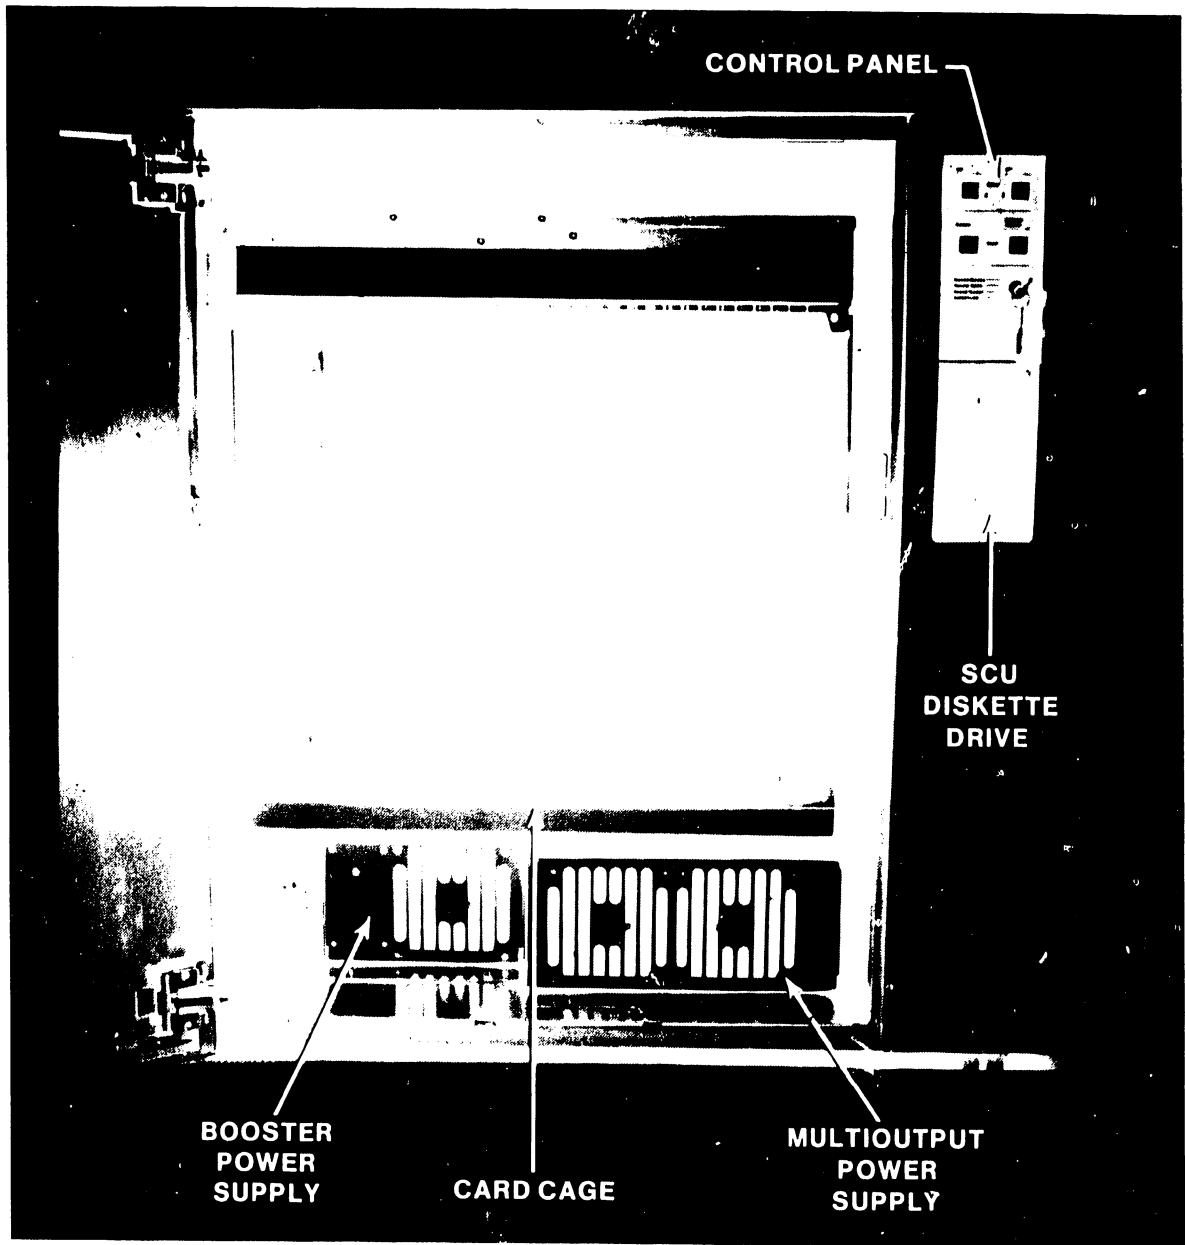 CONTROL PANEL
SCU
DISKETTE
DRIVE
BOOSTER
POWER
SUPPLY
CARD CAGE
MULTIOUTPUT
POWER
SUPPLY